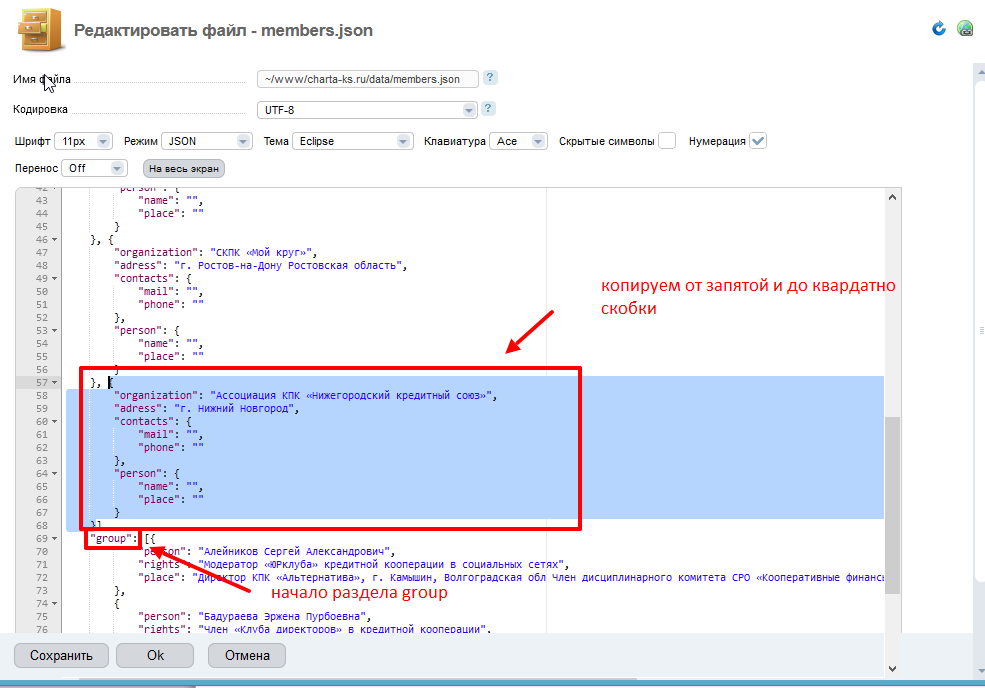 Редактировать файл - members.json
Имя файла
~/www/charta-ks.ru/data/members.json
?
Кодировка
UTF-8
?
Шрифт 11px Режим JSON Тема Eclipse Клавиатура Ace Скрытые символы Нумерация
Перенос Off На весь экран
42 "person": {
43 "name": "",
44 "place": ""
45 }
46 }, {
47 "organization": "СКПК «Мой круг»",
48 "adress": "г. Ростов-на-Дону Ростовская область",
49 "contacts": {
50 "mail": "",
51 "phone": ""
52 },
53 "person": {
54 "name": "",
55 "place": ""
56 }
57 }, {
58 "organization": "Ассоциация КПК «Нижегородский кредитный союз»",
59 "adress": "г. Нижний Новгород",
60 "contacts": {
61 "mail": "",
62 "phone": ""
63 },
64 "person": {
65 "name": "",
66 "place": ""
67 }
68 }]
69 "group": [{
70 "person": "Алейников Сергей Александрович",
71 "rights": "Модератор «ЮРклуба» кредитной кооперации в социальных сетях",
72 "place": "Директор КПК «Альтернатива», г. Камышин, Волгоградская обл Член дисциплинарного комитета СРО «Кооперативные финансы
73 },
74 {
75 "person": "Бадураева Эржена Пурбоевна",
76 "rights": "Член «Клуба директоров» в кредитной кооперации",
копируем от запятой и до квардатно
скобки
начало раздела group
Сохранить Ok Отмена